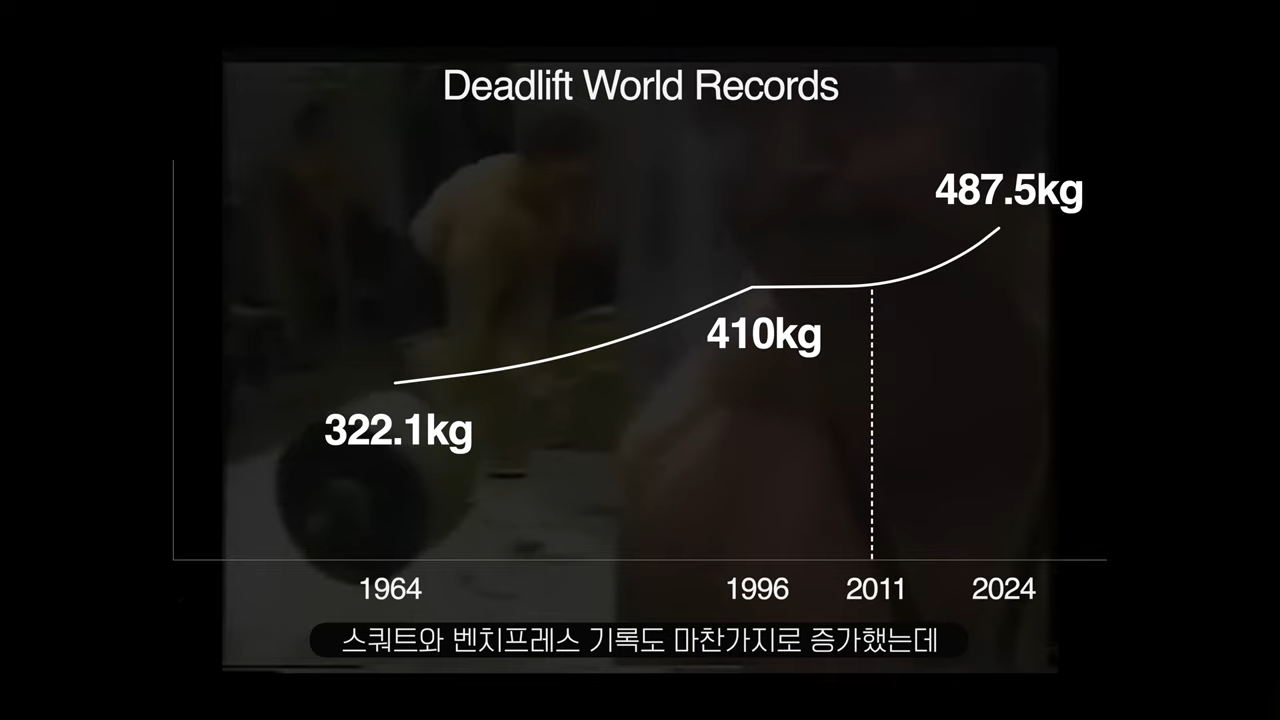 Deadlift World Records
487.5kg
410kg
322.1kg
1964 1996 2011 2024
스쿼트와 벤치프레스 기록도 마찬가지로 증가했는데